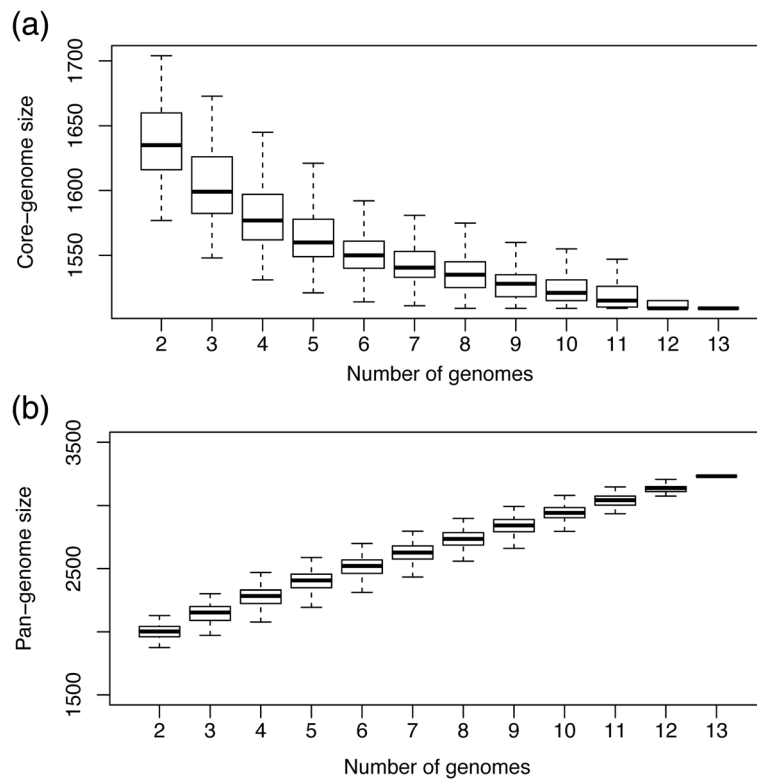 (a)
Core-genome size
1700
1650
1600
1550
2 3 4 5 6 7 8 9 10 11 12 13
Number of genomes
(b)
Pan-genome size
3500
2500
1500
2 3 4 5 6 7 8 9 10 11 12 13
Number of genomes